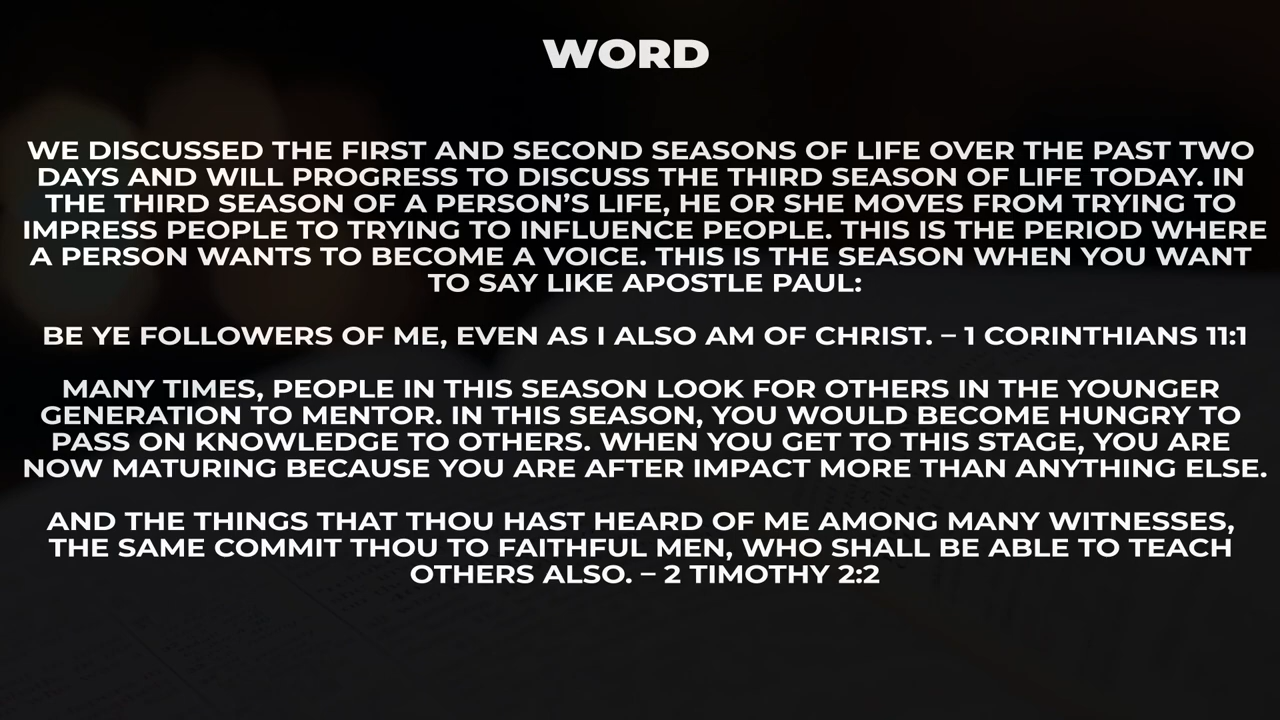 WORD
WE DISCUSSED THE FIRST AND SECOND SEASONS OF LIFE OVER THE PAST TWO
DAYS AND WILL PROGRESS TO DISCUSS THE THIRD SEASON OF LIFE TODAY. IN
THE THIRD SEASON OF A PERSON’S LIFE, HE OR SHE MOVES FROM TRYING TO
IMPRESS PEOPLE TO TRYING TO INFLUENCE PEOPLE. THIS IS THE PERIOD WHERE
A PERSON WANTS TO BECOME A VOICE. THIS IS THE SEASON WHEN YOU WANT
TO SAY LIKE APOSTLE PAUL:
BE YE FOLLOWERS OF ME, EVEN AS I ALSO AM OF CHRIST. – 1 CORINTHIANS 11:1
MANY TIMES, PEOPLE IN THIS SEASON LOOK FOR OTHERS IN THE YOUNGER
GENERATION TO MENTOR. IN THIS SEASON, YOU WOULD BECOME HUNGRY TO
PASS ON KNOWLEDGE TO OTHERS. WHEN YOU GET TO THIS STAGE, YOU ARE
NOW MATURING BECAUSE YOU ARE AFTER IMPACT MORE THAN ANYTHING ELSE.
AND THE THINGS THAT THOU HAST HEARD OF ME AMONG MANY WITNESSES,
THE SAME COMMIT THOU TO FAITHFUL MEN, WHO SHALL BE ABLE TO TEACH
OTHERS ALSO. – 2 TIMOTHY 2:2